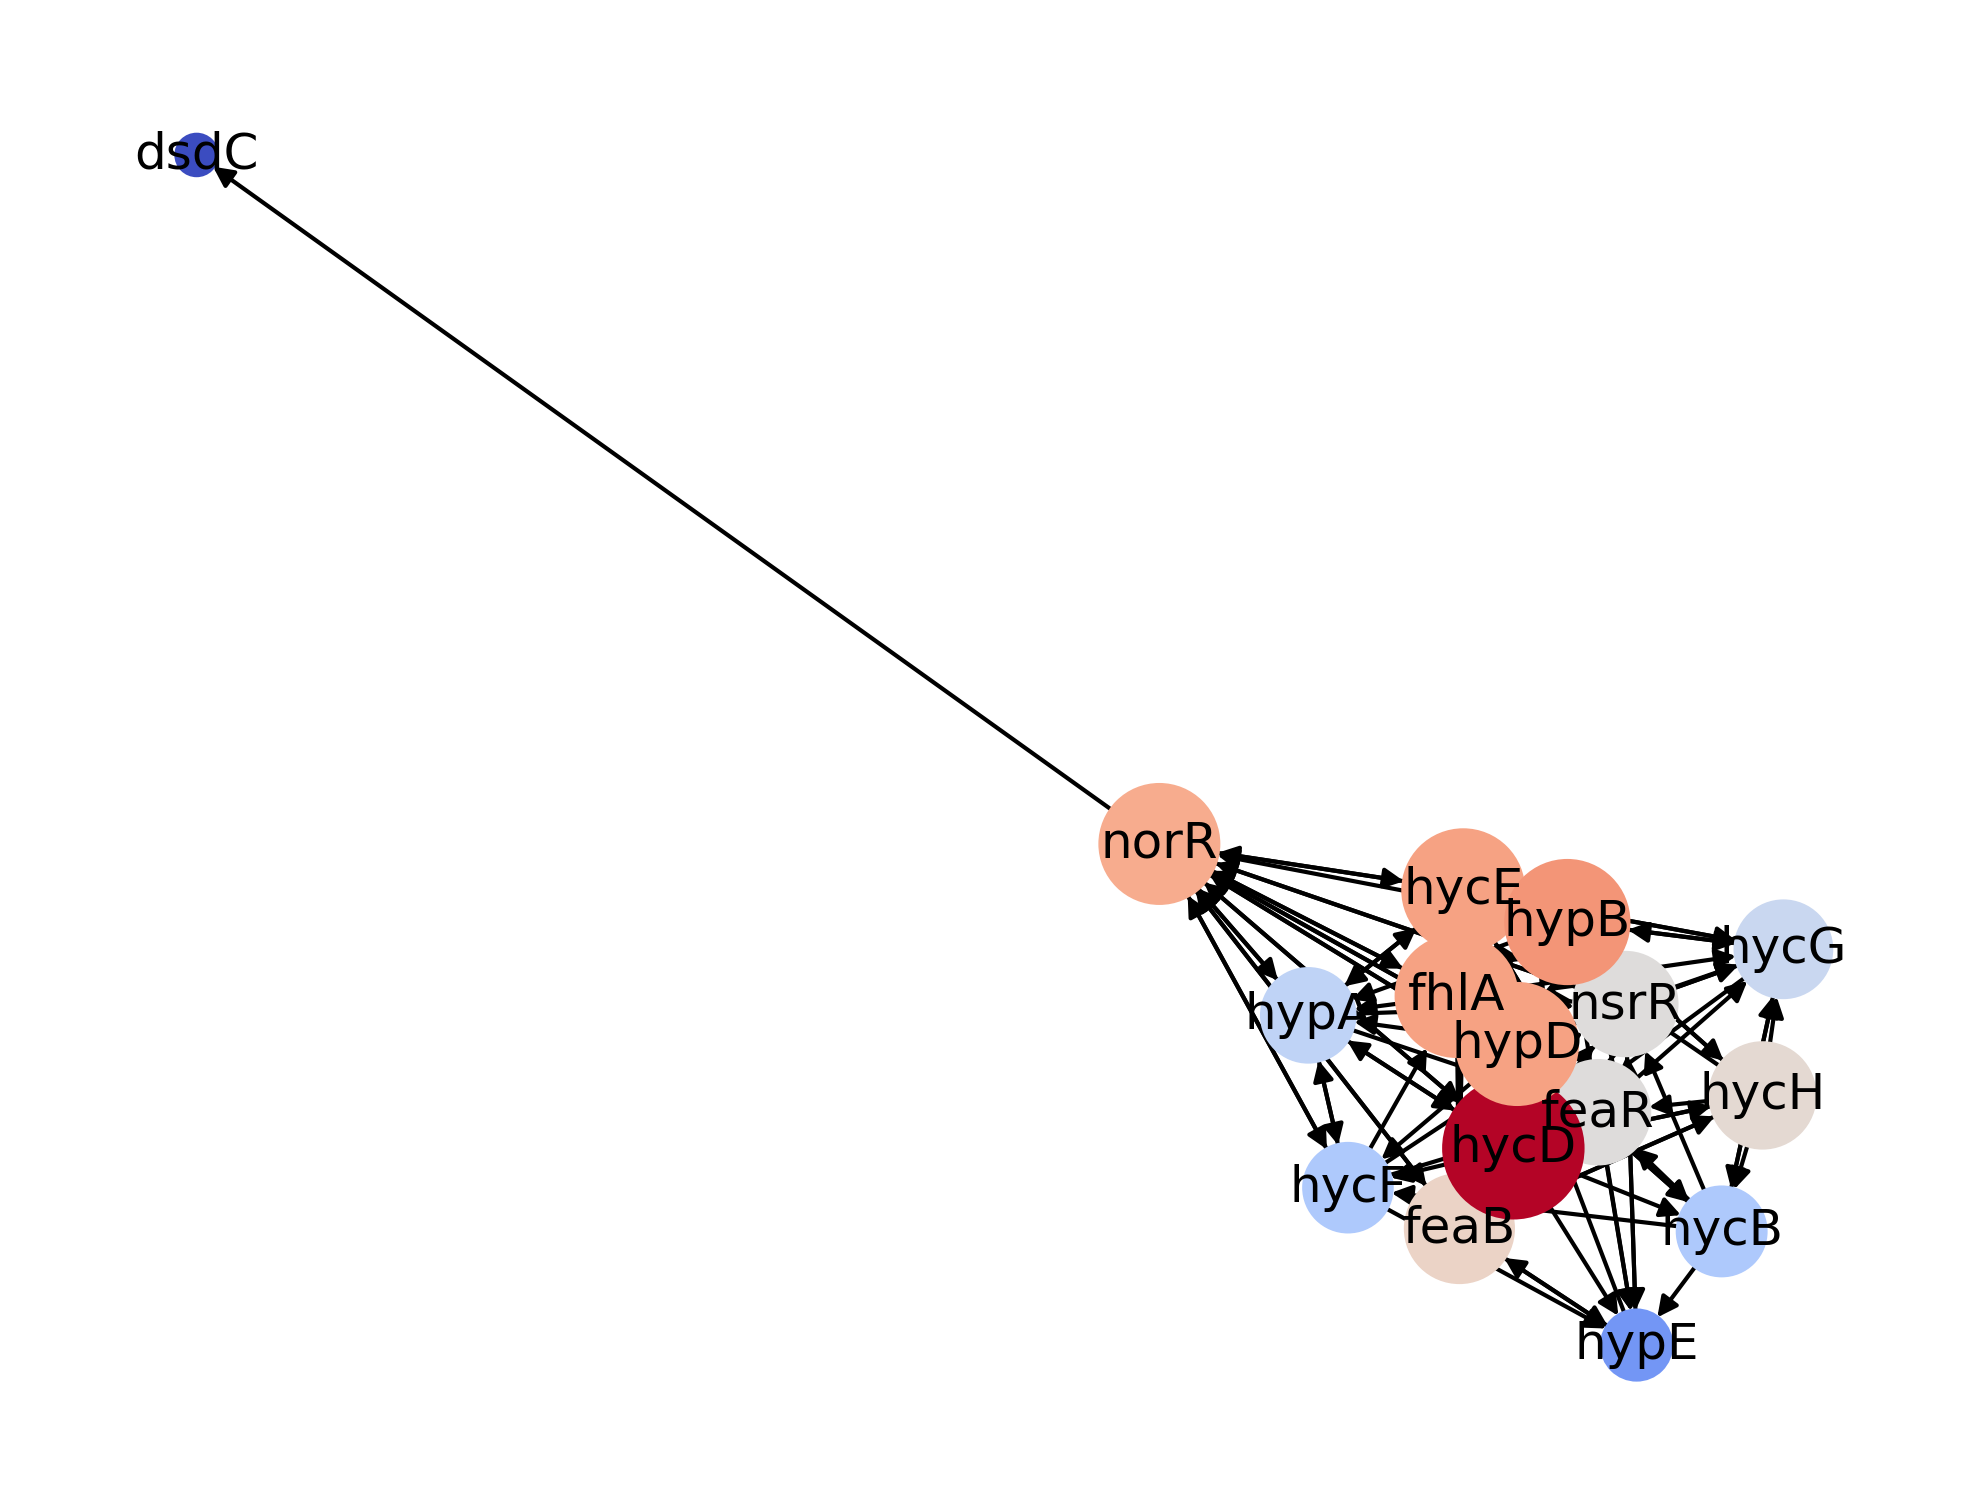 dsdC
norR
hycE
hypB
hycG
fhlA
nsrR
hypA
hypD
hycH
feaR
hycD
hycF
feaB
hycB
hypE